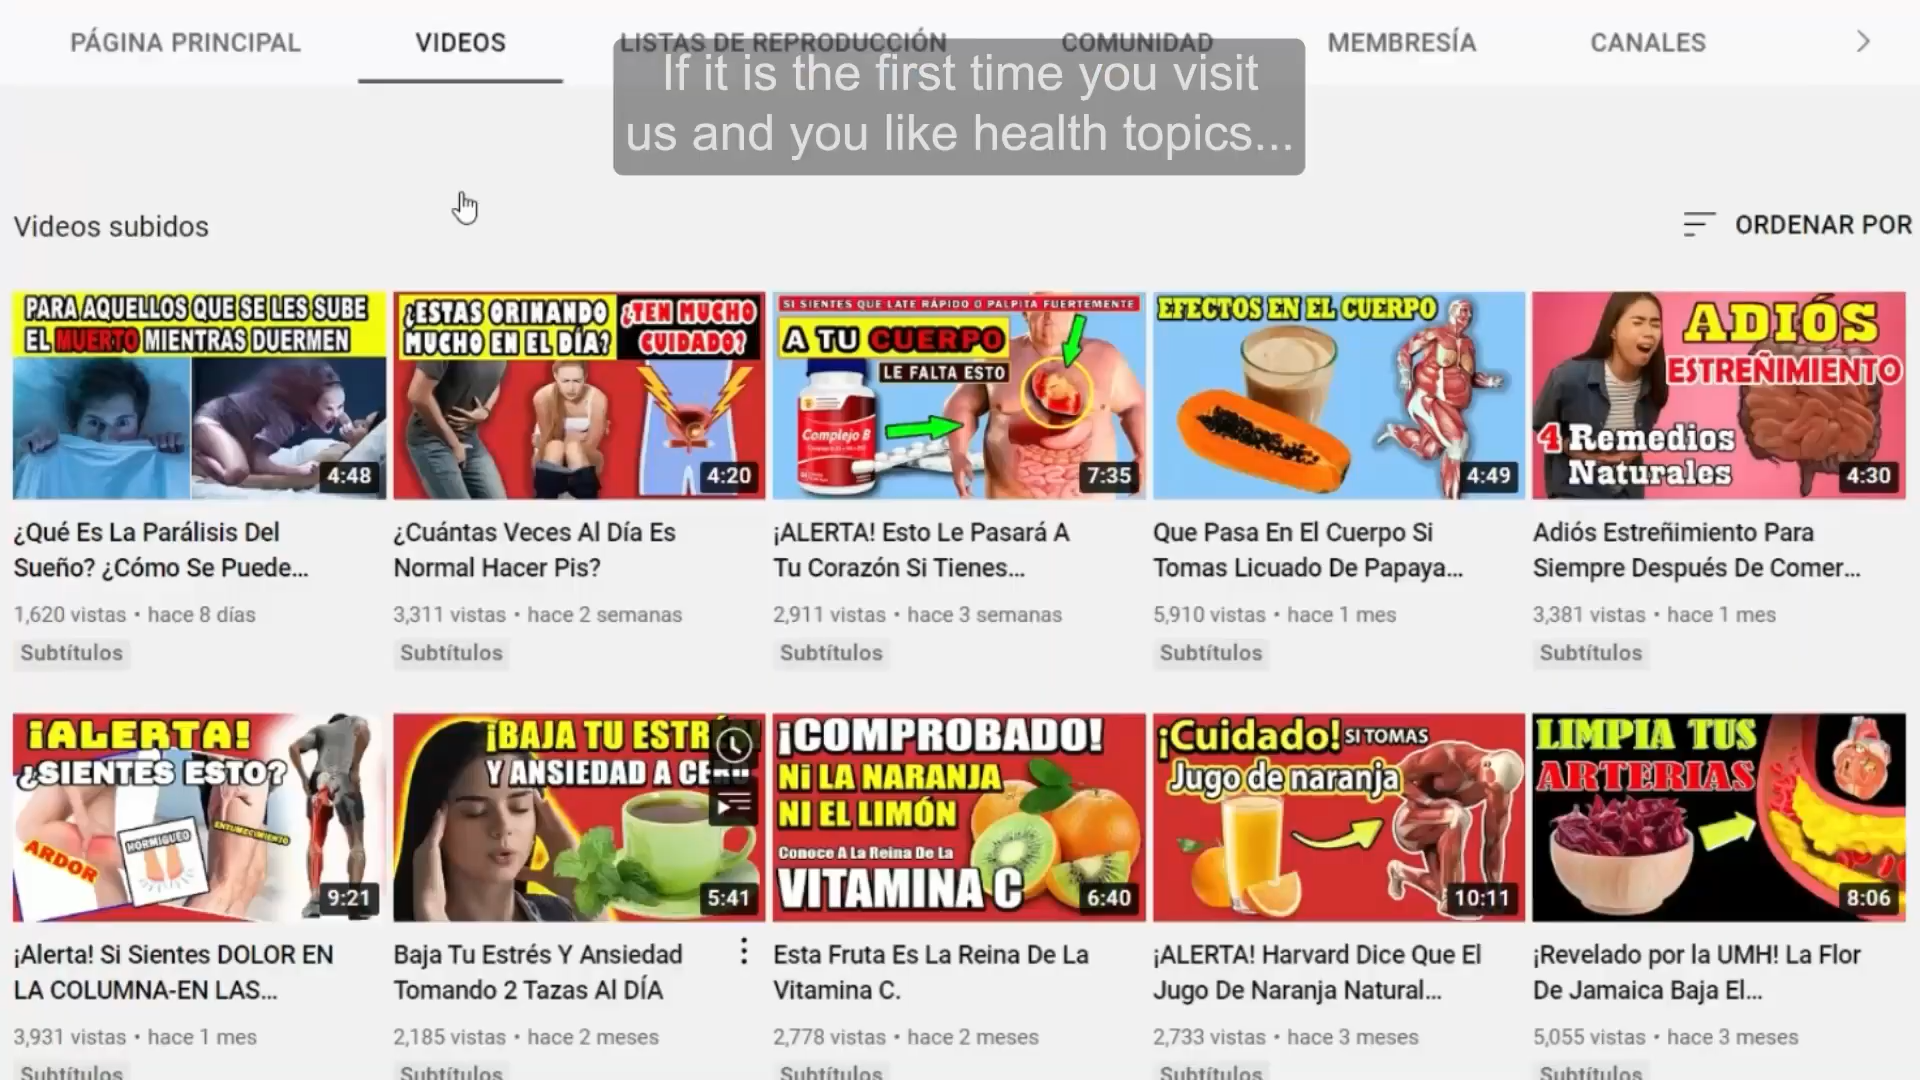 PÁGINA PRINCIPAL
VIDEOS
LISTAS DE REPRODUCCIÓN
COMUNIDAD
MEMBRESÍA
CANALES
If it is the first time you visit
us and you like health topics...
Videos subidos
ORDENAR POR
PARA AQUELLOS QUE SE LES SUBE
EL MUERTO MIENTRAS DUERMEN
4:48
¿ESTAS ORINANDO
MUCHO EN EL DÍA?
¿TEN MUCHO
CUIDADO?
4:20
SI SIENTES QUE LATE RÁPIDO O PALPITA FUERTEMENTE
A TU CUERPO
LE FALTA ESTO
Complejo B
7:35
EFECTOS EN EL CUERPO
4:49
ADIÓS
ESTREÑIMIENTO
4 Remedios
Naturales
4:30
¿Qué Es La Parálisis Del
Sueño? ¿Cómo Se Puede...
1,620 vistas • hace 8 días
Subtítulos
¿Cuántas Veces Al Día Es
Normal Hacer Pis?
3,311 vistas • hace 2 semanas
Subtítulos
¡ALERTA! Esto Le Pasará A
Tu Corazón Si Tienes...
2,911 vistas • hace 3 semanas
Subtítulos
Que Pasa En El Cuerpo Si
Tomas Licuado De Papaya...
5,910 vistas • hace 1 mes
Subtítulos
Adiós Estreñimiento Para
Siempre Después De Comer...
3,381 vistas • hace 1 mes
Subtítulos
¡ALERTA!
¿SIENTES ESTO?
ARDOR
HORMIGUEO
ENTUMECIMIENTO
9:21
¡BAJA TU ESTR
Y ANSIEDAD A CERO
5:41
¡COMPROBADO!
Ni LA NARANJA
NI EL LIMÓN
Conoce A La Reina De La
VITAMINA C
6:40
¡Cuidado! SI TOMAS
Jugo de naranja
10:11
LIMPIA TUS
ARTERIAS
8:06
¡Alerta! Si Sientes DOLOR EN
LA COLUMNA-EN LAS...
3,931 vistas • hace 1 mes
Subtítulos
Baja Tu Estrés Y Ansiedad
Tomando 2 Tazas Al DÍA
2,185 vistas • hace 2 meses
Subtítulos
Esta Fruta Es La Reina De La
Vitamina C.
2,778 vistas • hace 2 meses
Subtítulos
¡ALERTA! Harvard Dice Que El
Jugo De Naranja Natural...
2,733 vistas • hace 3 meses
Subtítulos
¡Revelado por la UMH! La Flor
De Jamaica Baja El...
5,055 vistas • hace 3 meses
Subtítulos